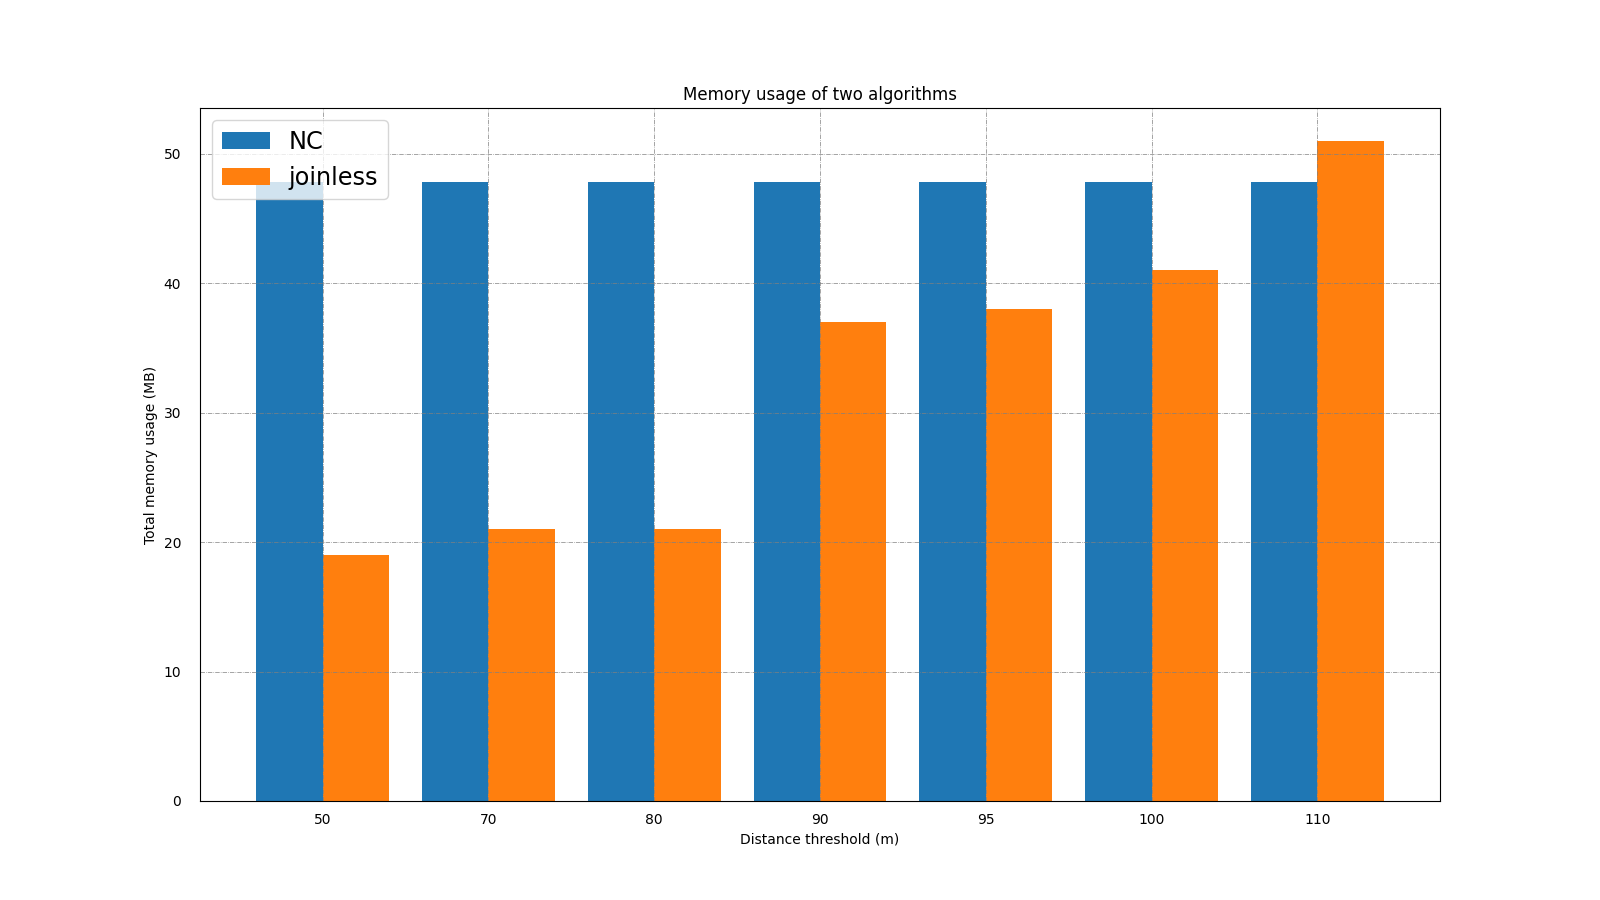 Memory usage of two algorithms
NC
joinless
50
40
30
20
10
0
Total memory usage (MB)
50 70 80 90 95 100 110
Distance threshold (m)